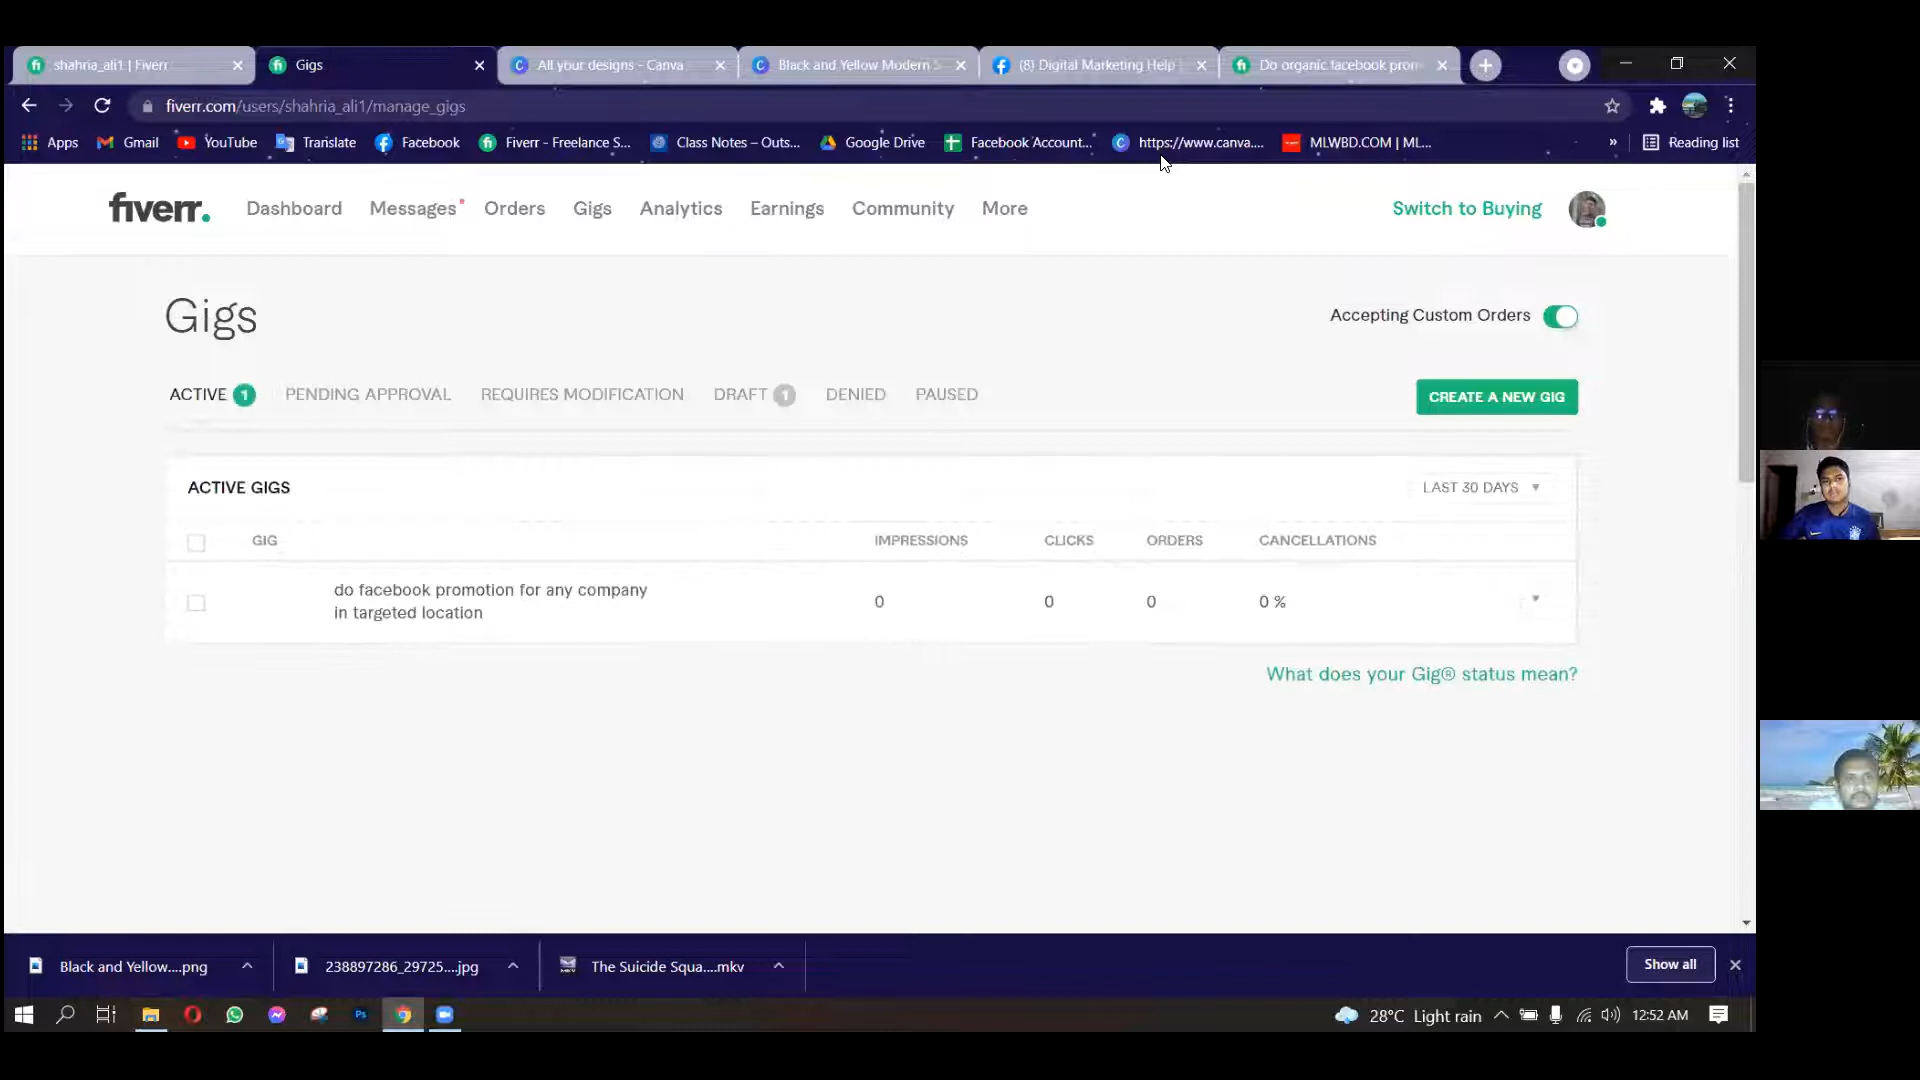 shahria_ali1 | Fiverr
Gigs
All your designs - Canva
Black and Yellow Modern S
(8) Digital Marketing Help
Do organic facebook pron
fiverr.com/users/shahria_ali1/manage_gigs
Apps
Gmail
YouTube
Translate
Facebook
Fiverr - Freelance S...
Class Notes – Outs...
Google Drive
Facebook Account...
https://www.canva....
MLWBD.COM | ML...
»
Reading list
fiverr.
Dashboard
Messages
Orders
Gigs
Analytics
Earnings
Community
More
Switch to Buying
Gigs
Accepting Custom Orders
ACTIVE 1
PENDING APPROVAL
REQUIRES MODIFICATION
DRAFT 1
DENIED
PAUSED
CREATE A NEW GIG
ACTIVE GIGS
LAST 30 DAYS
GIG
IMPRESSIONS
CLICKS
ORDERS
CANCELLATIONS
do facebook promotion for any company
in targeted location
0
0
0
0 %
What does your Gig® status mean?
Black and Yellow....png
238897286_29725....jpg
The Suicide Squa....mkv
Show all
Ps
28°C Light rain
12:52 AM